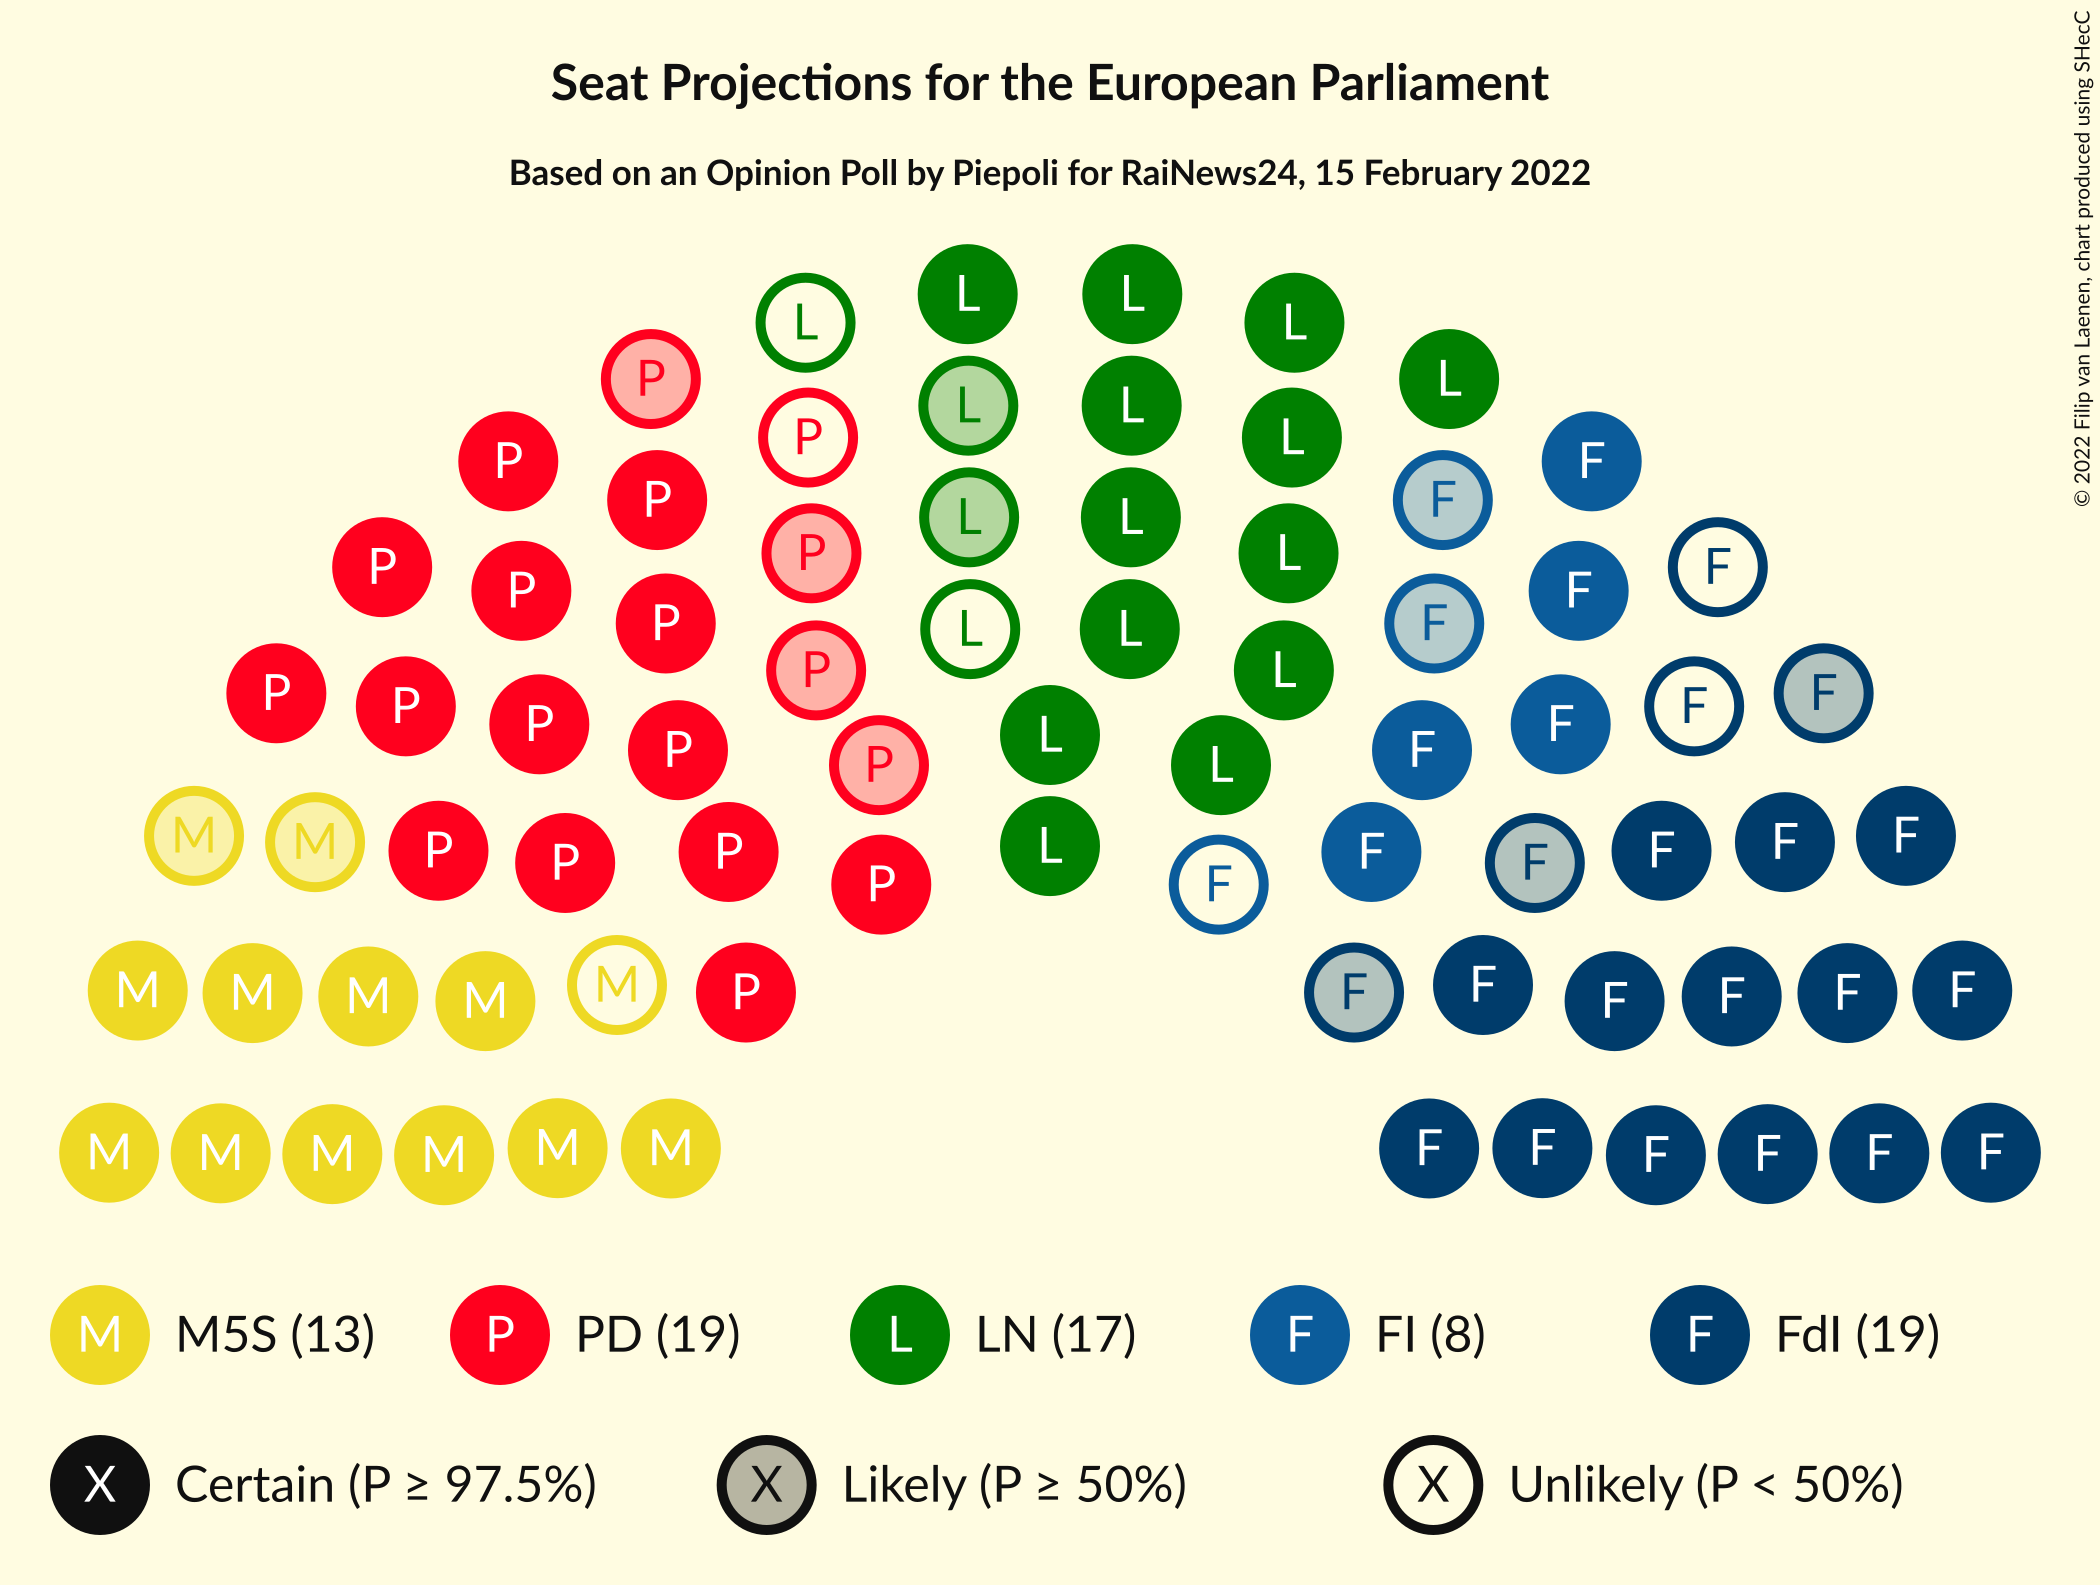 Seat Projections for the European Parliament
Based on an Opinion Poll by Piepoli for RaiNews24, 15 February 2022
© 2022 Filip van Laenen, chart produced using SHecC
L L L L
P L
L L
P L L
P P F F
L L
P L
P P F F
P F
P P F F
L L
P L
P P F F
P P F F
P P F F
L
P L
L
M M P P P P F F F F F F
M M M M M P F F F F F F
M M M M M M F F F F F F
M M5S (13) P PD (19) L LN (17) F FI (8) F FdI (19)
X Certain (P ≥ 97.5%) X Likely (P ≥ 50%) X Unlikely (P < 50%)